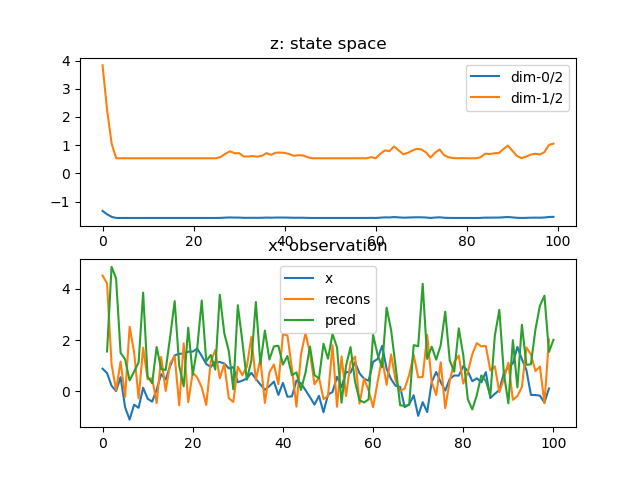 z: state space
4
3
2
1
0
−1
dim-0/2
dim-1/2
0 20 40 60 80 100
x: observation
4
2
0
x
recons
pred
0 20 40 60 80 100